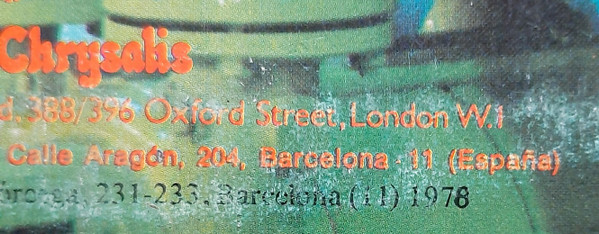 Chrysalis
d. 388/396 Oxford Street, London W.1
Calle Aragón, 204, Barcelona - 11 (España)
231-233. Barcelona (11) 1978